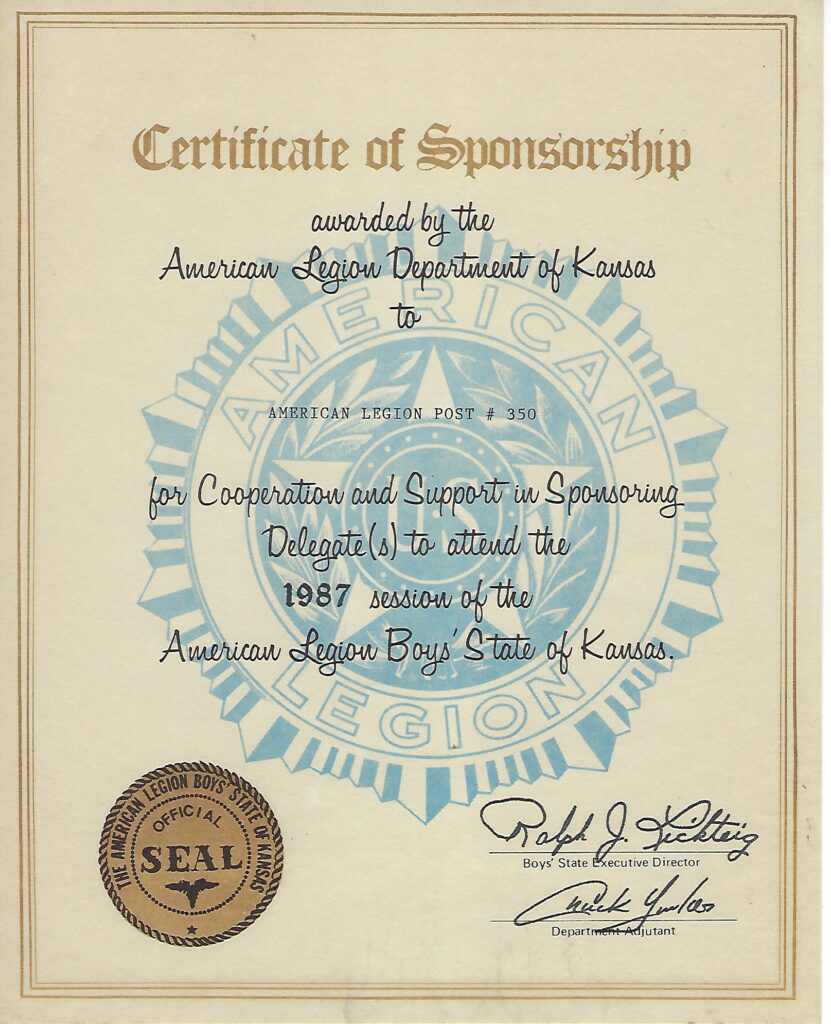 Certificate of Sponsorship
awarded by the
American Legion Department of Kansas
to
AMERICAN LEGION POST # 350
for Cooperation and Support in Sponsoring
Delegate(s) to attend the
1987 session of the
American Legion Boys' State of Kansas.
AMERICAN
US
LEGION
THE AMERICAN LEGION BOYS' STATE OF KANSAS
OFFICIAL
SEAL
Ralph J.
Boys' State Executive Director
Chuck
Department Adjutant